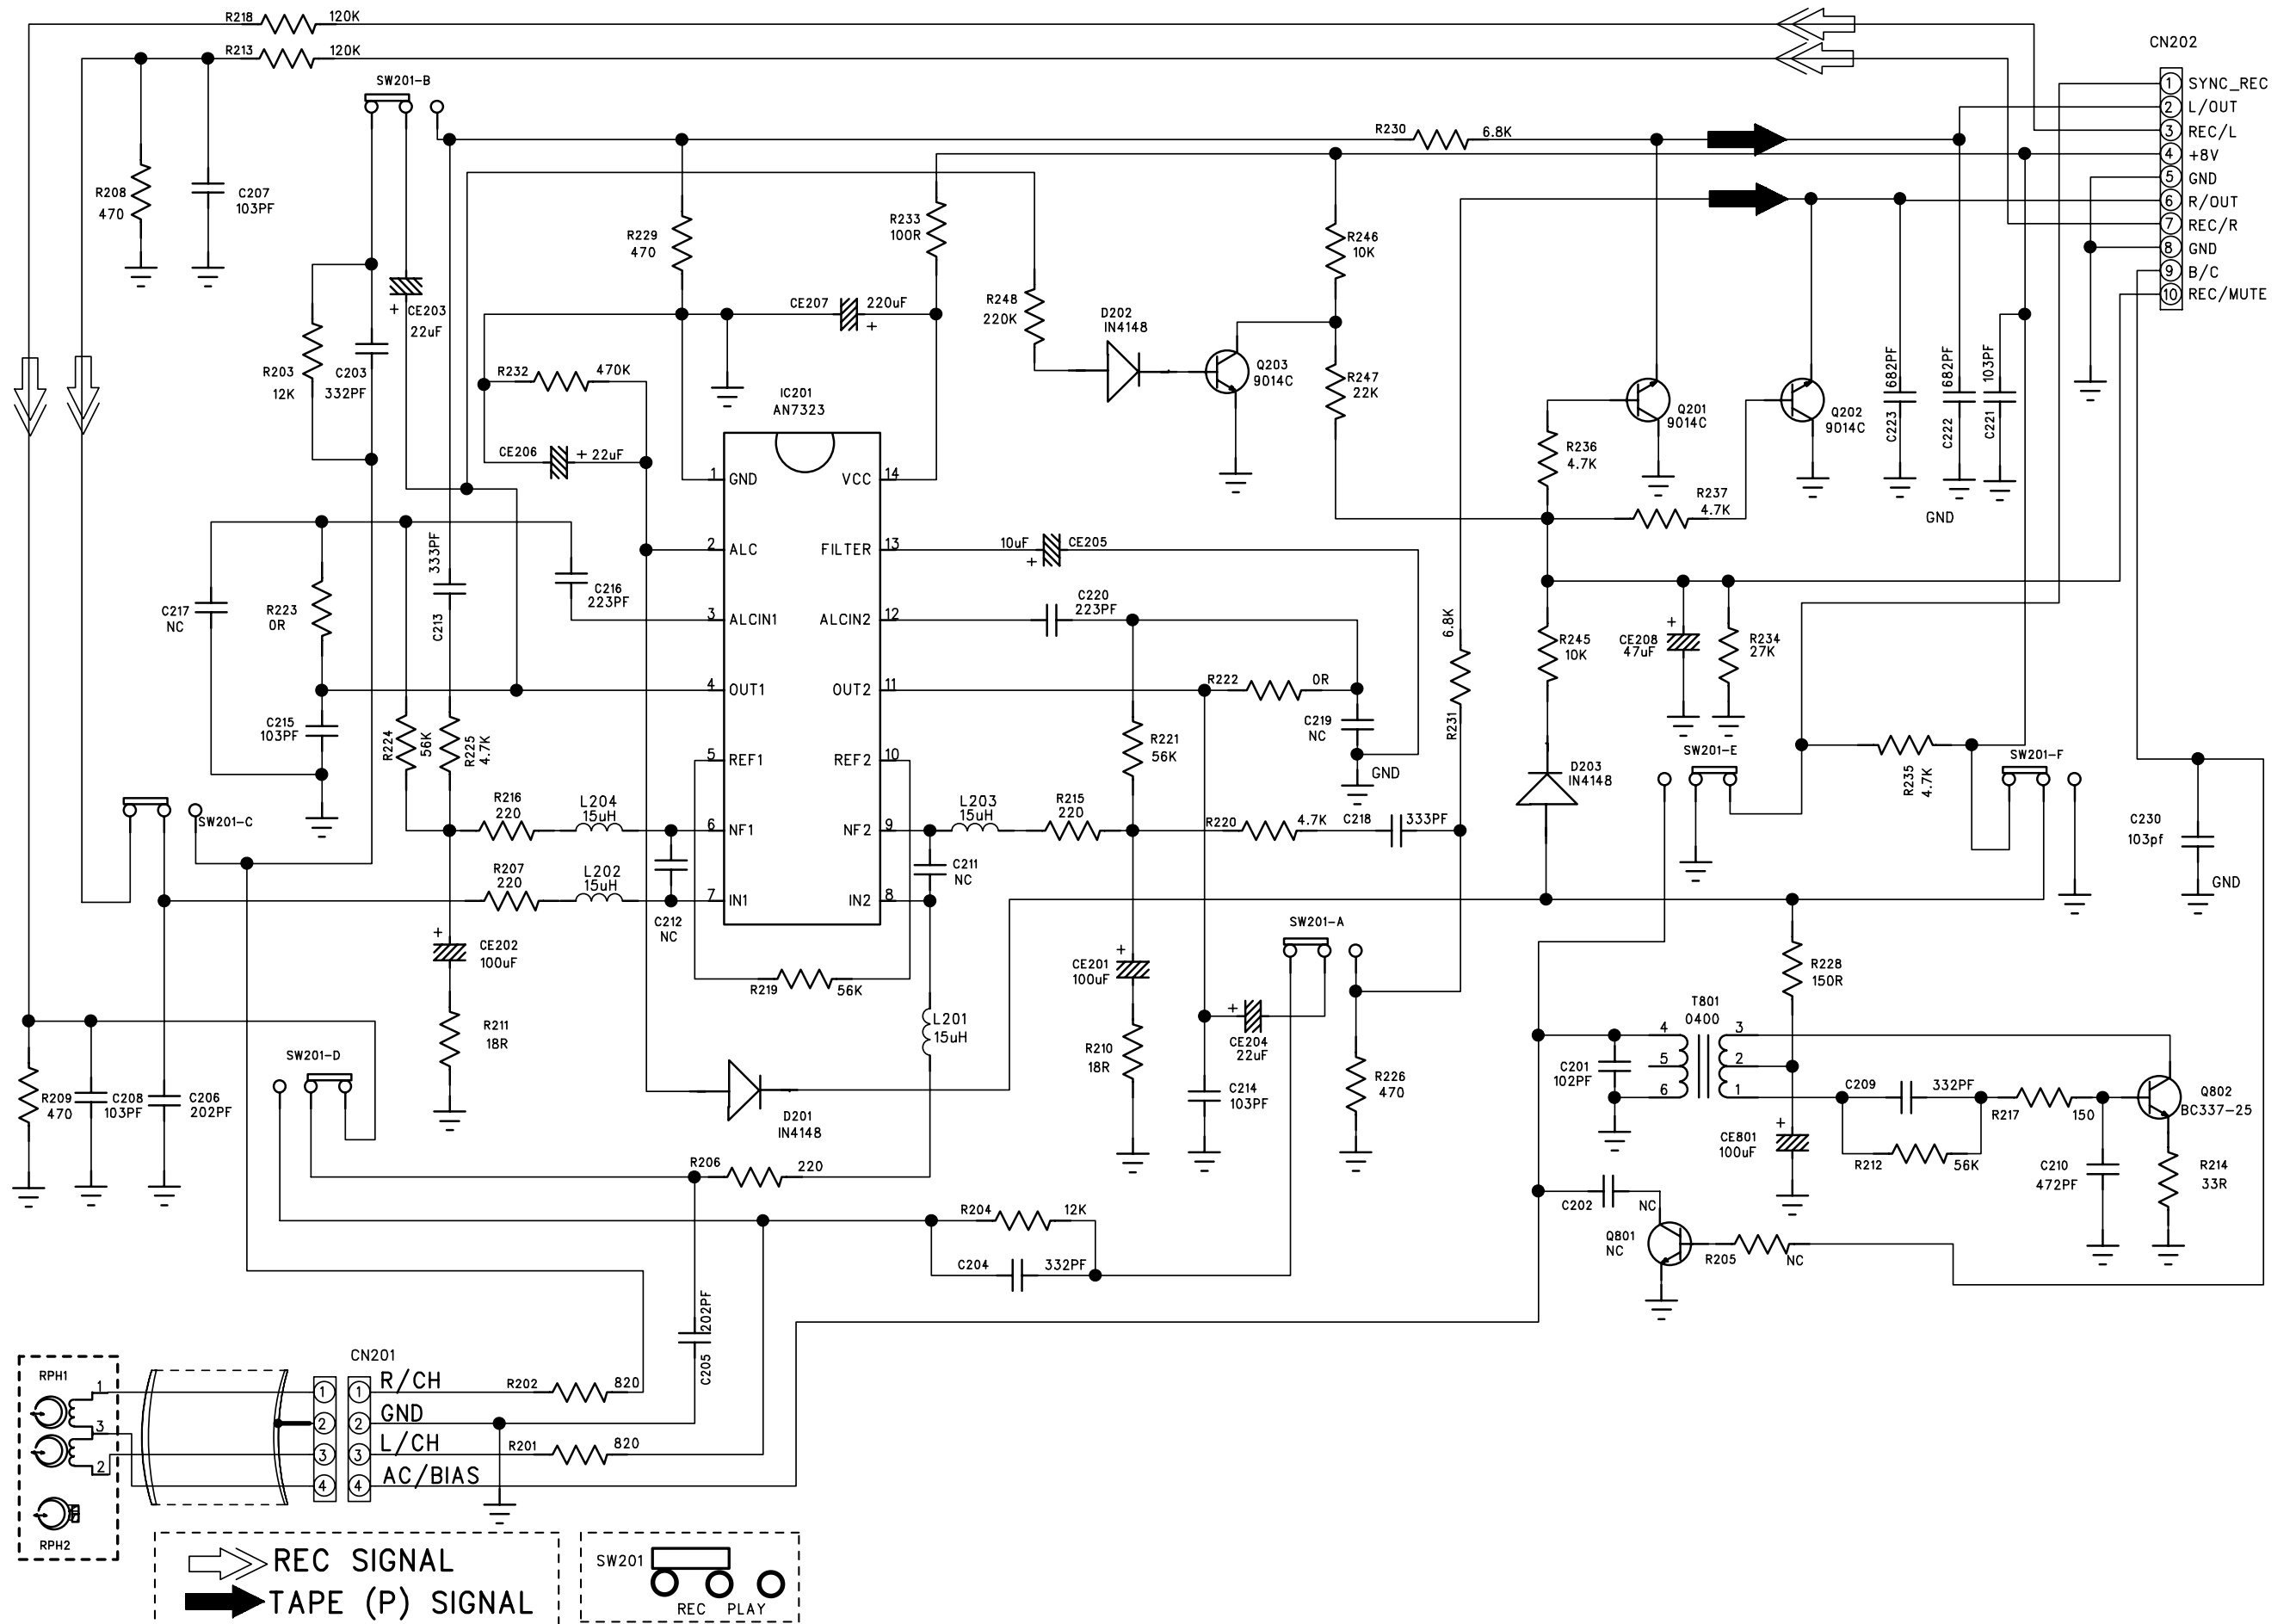 R218 120K
R213 120K
CN202
SW201-B
1 SYNC_REC
2 L/OUT
3 REC/L
4 +8V
5 GND
6 R/OUT
7 REC/R
8 GND
9 B/C
10 REC/MUTE
R230 6.8K
R208 470
C207 103PF
R229 470
R233 100R
R246 10K
CE203 + 22uF
CE207 220uF +
R248 220K
D202 IN4148
R203 12K
C203 332PF
R232 470K
Q203 9014C
R247 22K
IC201 AN7323
Q201 9014C
Q202 9014C
C223 682PF
C222 682PF
C221 103PF
CE206 + 22uF
R236 4.7K
R237 4.7K
GND
1 GND VCC 14
2 ALC FILTER 13
3 ALCIN1 ALCIN2 12
4 OUT1 OUT2 11
5 REF1 REF2 10
6 NF1 NF2 9
7 IN1 IN2 8
10uF + CE205
C213 333PF
C216 223PF
C217 NC
R223 0R
C220 223PF
R231 6.8K
R245 10K
CE208 + 47uF
R234 27K
C215 103PF
R224 56K
R225 4.7K
R222 0R
C219 NC
GND
R221 56K
SW201-E
R235 4.7K
SW201-F
D203 IN4148
SW201-C
R216 220
L204 15uH
L203 15uH
R215 220
R220 4.7K
C218 333PF
C230 103pf
GND
R207 220
L202 15uH
C212 NC
C211 NC
SW201-A
CE202 + 100uF
R219 56K
CE201 + 100uF
R228 150R
R211 18R
L201 15uH
R210 18R
+ CE204 22uF
T801 0400
4 5 6
3 2 1
C201 102PF
SW201-D
R209 470
C208 103PF
C206 202PF
D201 IN4148
C214 103PF
R226 470
C209 332PF
R217 150
Q802 BC337-25
CE801 + 100uF
R212 56K
C210 472PF
R214 33R
R206 220
C202 NC
Q801 NC
R205 NC
R204 12K
C204 332PF
C205 202PF
CN201
RPH1
1
3
2
RPH2
1 1 R/CH R202 820
2 2 GND
3 3 L/CH R201 820
4 4 AC/BIAS
REC SIGNAL
TAPE (P) SIGNAL
SW201
REC PLAY